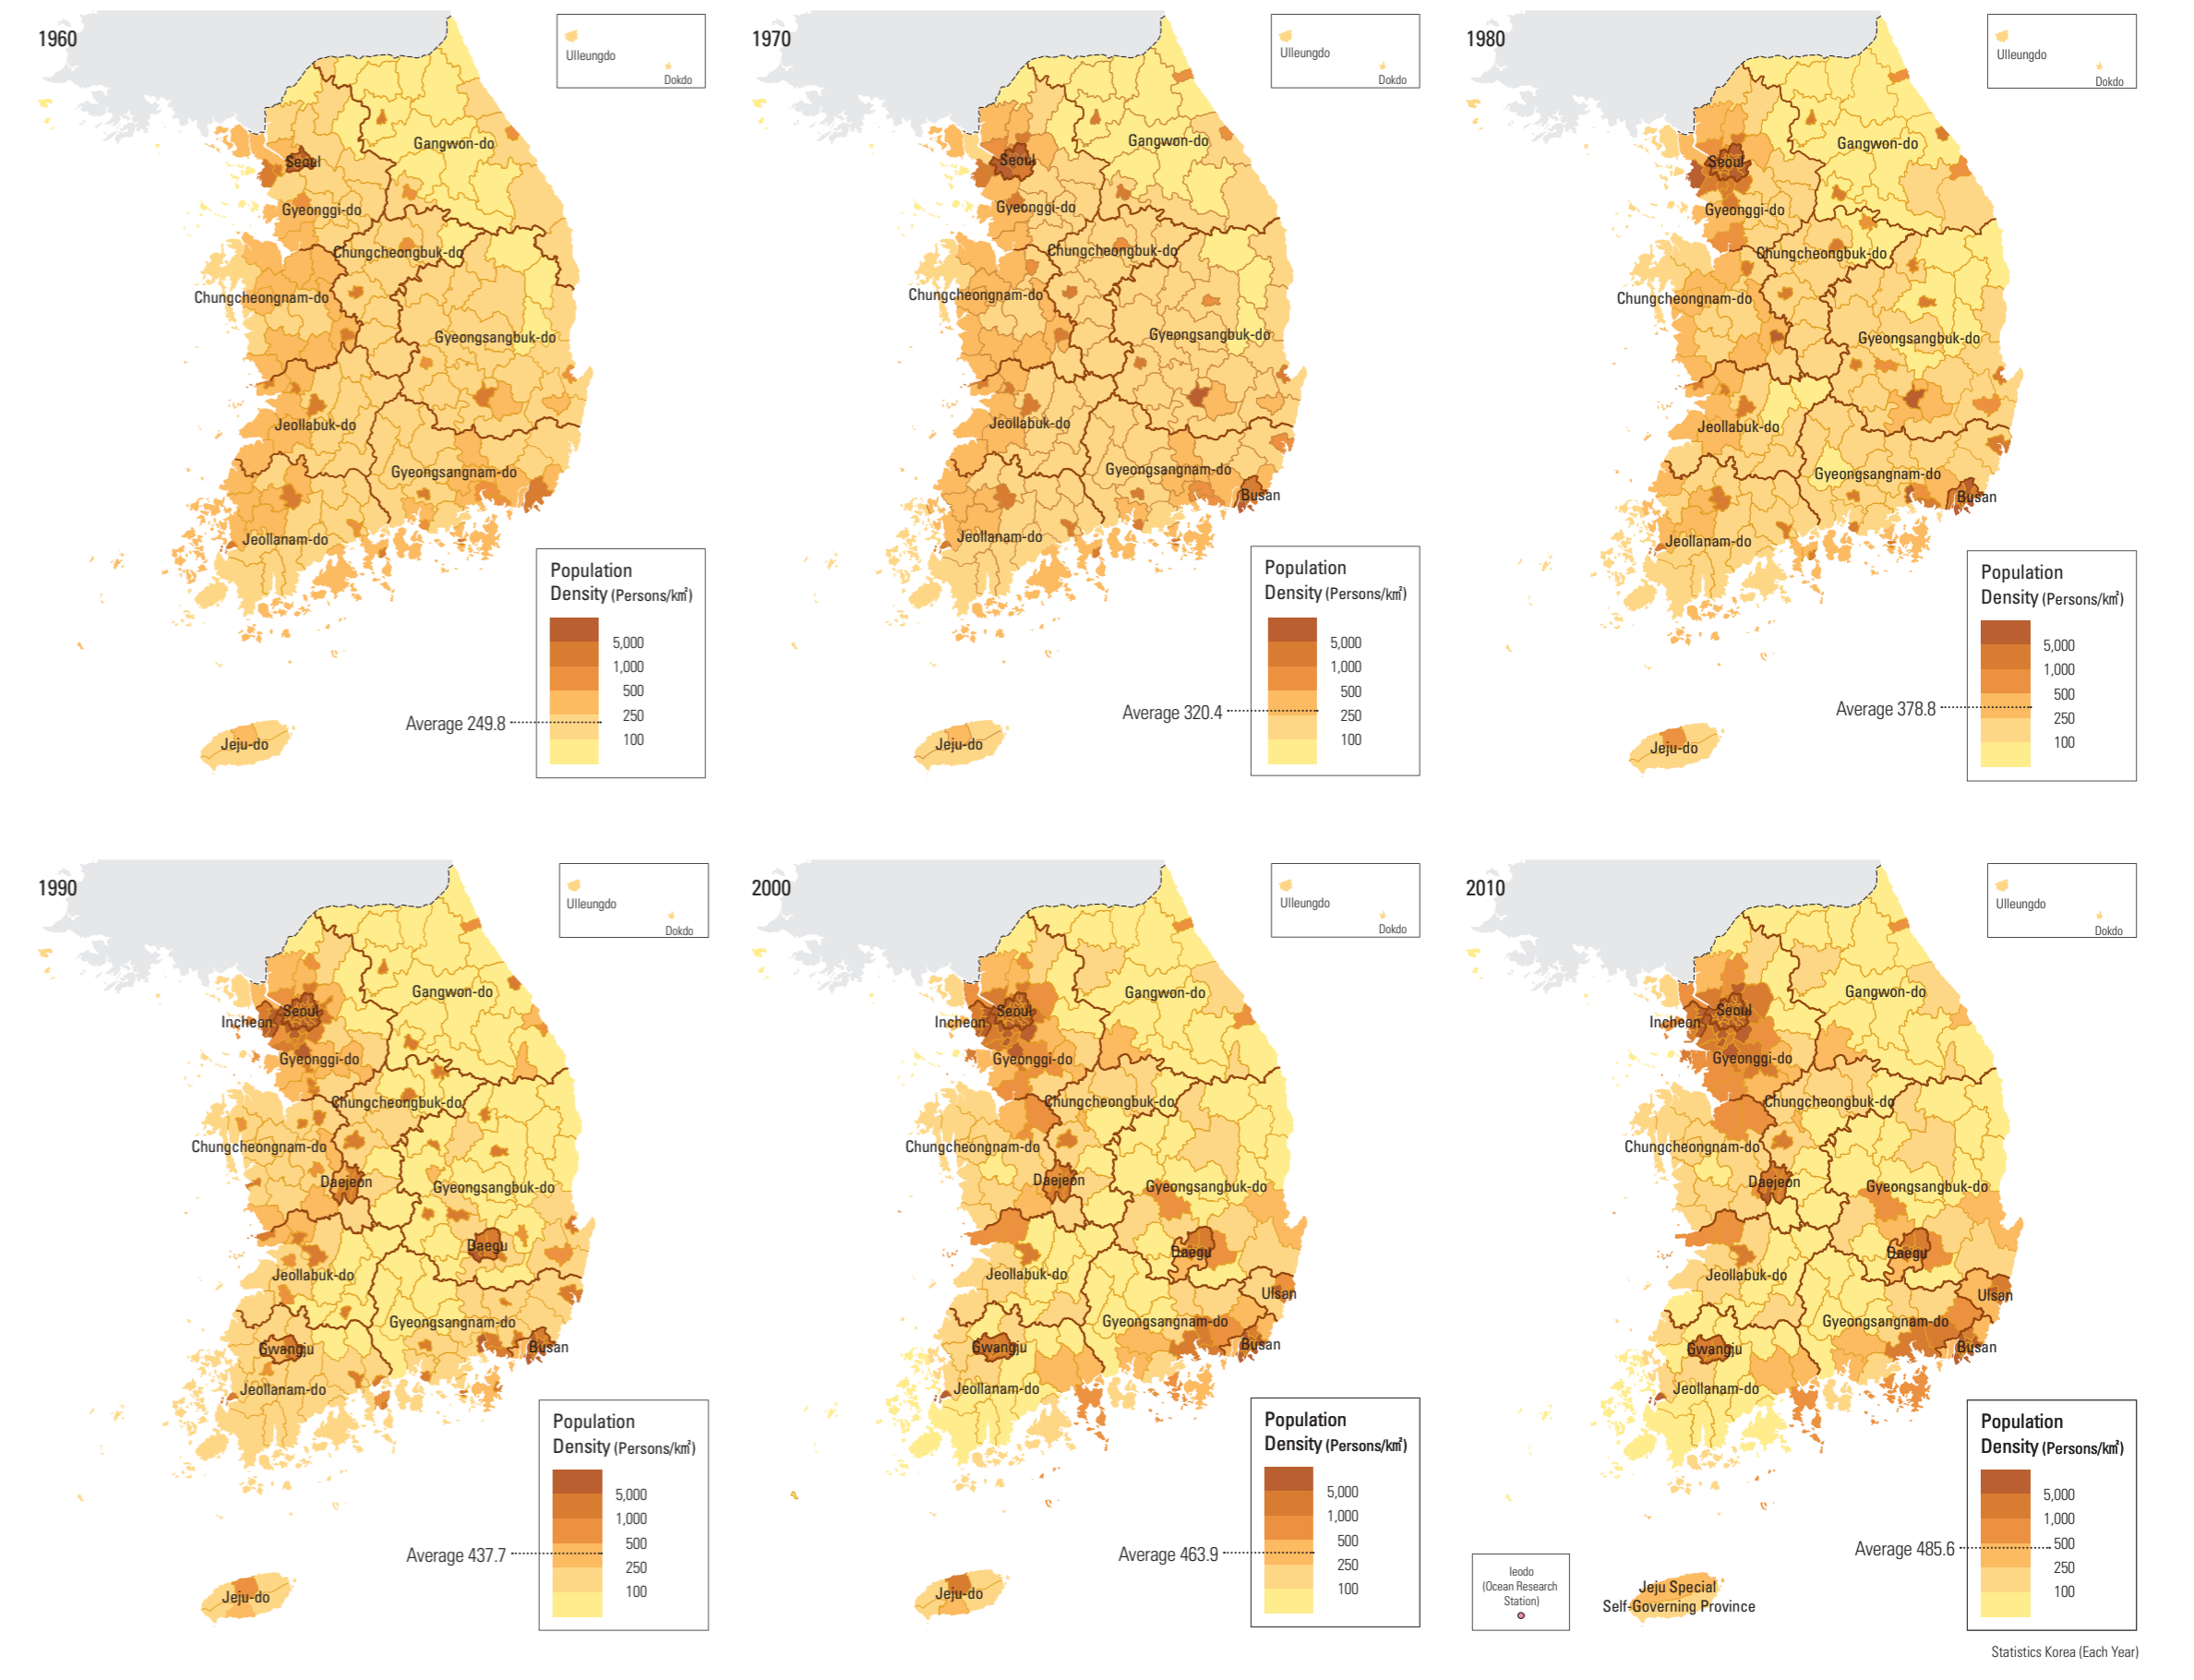 1960
Ulleungdo
Dokdo
Gangwon-do
Seoul
Gyeonggi-do
Chungcheongbuk-do
Chungcheongnam-do
Gyeongsangbuk-do
Jeollabuk-do
Gyeongsangnam-do
Jeollanam-do
Jeju-do
Population
Density (Persons/km²)
5,000
1,000
500
250
100
Average 249.8
1970
Ulleungdo
Dokdo
Gangwon-do
Seoul
Gyeonggi-do
Chungcheongbuk-do
Chungcheongnam-do
Gyeongsangbuk-do
Jeollabuk-do
Gyeongsangnam-do
Busan
Jeollanam-do
Jeju-do
Population
Density (Persons/km²)
5,000
1,000
500
250
100
Average 320.4
1980
Ulleungdo
Dokdo
Gangwon-do
Seoul
Gyeonggi-do
Chungcheongbuk-do
Chungcheongnam-do
Gyeongsangbuk-do
Jeollabuk-do
Gyeongsangnam-do
Busan
Jeollanam-do
Jeju-do
Population
Density (Persons/km²)
5,000
1,000
500
250
100
Average 378.8
1990
Ulleungdo
Dokdo
Gangwon-do
Seoul
Incheon
Gyeonggi-do
Chungcheongbuk-do
Chungcheongnam-do
Daejeon
Gyeongsangbuk-do
Daegu
Jeollabuk-do
Gyeongsangnam-do
Gwangju
Busan
Jeollanam-do
Jeju-do
Population
Density (Persons/km²)
5,000
1,000
500
250
100
Average 437.7
2000
Ulleungdo
Dokdo
Gangwon-do
Seoul
Incheon
Gyeonggi-do
Chungcheongbuk-do
Chungcheongnam-do
Daejeon
Gyeongsangbuk-do
Daegu
Jeollabuk-do
Ulsan
Gyeongsangnam-do
Gwangju
Busan
Jeollanam-do
Jeju-do
Population
Density (Persons/km²)
5,000
1,000
500
250
100
Average 463.9
2010
Ulleungdo
Dokdo
Gangwon-do
Seoul
Incheon
Gyeonggi-do
Chungcheongbuk-do
Chungcheongnam-do
Daejeon
Gyeongsangbuk-do
Daegu
Jeollabuk-do
Ulsan
Gyeongsangnam-do
Gwangju
Busan
Jeollanam-do
Jeju Special
Self-Governing Province
Ieodo
(Ocean Research
Station)
Population
Density (Persons/km²)
5,000
1,000
500
250
100
Average 485.6
Statistics Korea (Each Year)